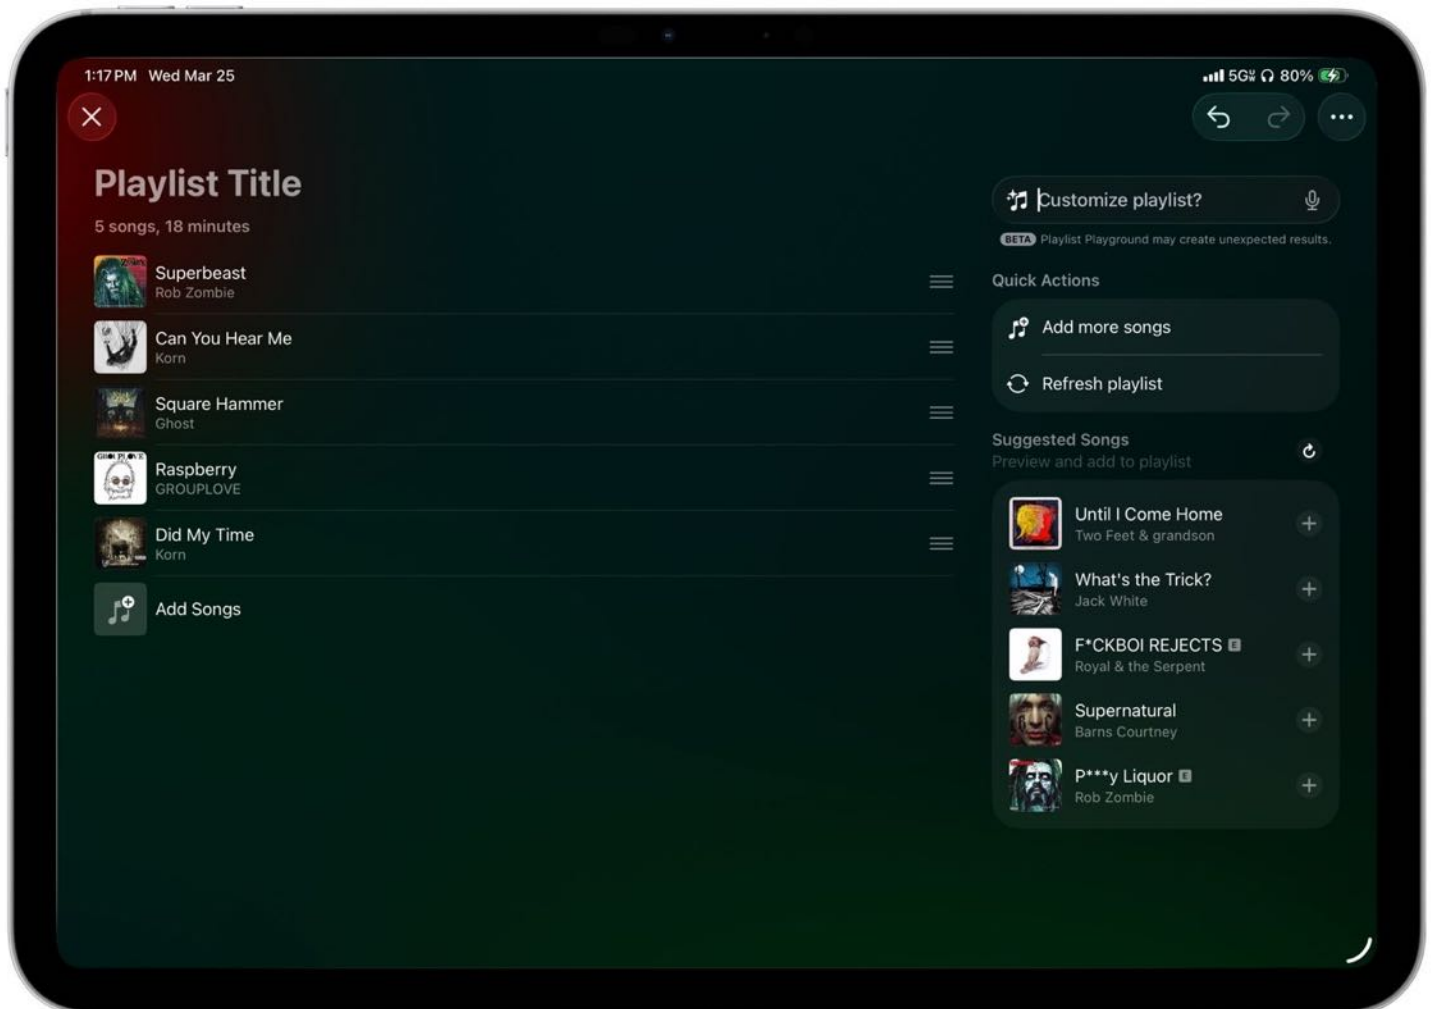 1:17 PM Wed Mar 25
5G 80%
Playlist Title
5 songs, 18 minutes
Superbeast
Rob Zombie
Can You Hear Me
Korn
Square Hammer
Ghost
Raspberry
GROUPLOVE
Did My Time
Korn
Add Songs
Customize playlist?
BETA Playlist Playground may create unexpected results.
Quick Actions
Add more songs
Refresh playlist
Suggested Songs
Preview and add to playlist
Until I Come Home
Two Feet & grandson
What's the Trick?
Jack White
F*CKBOI REJECTS E
Royal & the Serpent
Supernatural
Barns Courtney
P***y Liquor E
Rob Zombie
GROUPLOVE